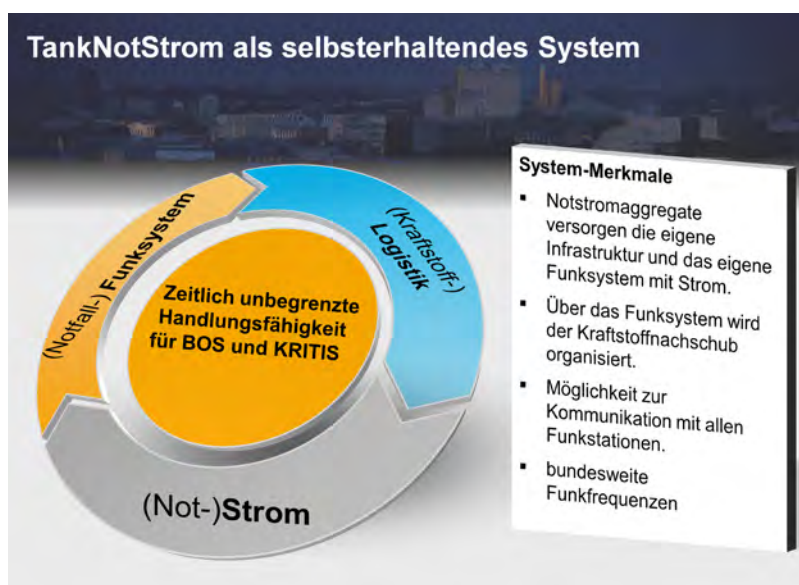 TankNotStrom als selbsterhaltendes System
(Notfall-) Funksystem
(Kraftstoff-)
Logistik
Zeitlich unbegrenzte
Handlungsfähigkeit
für BOS und KRITIS
(Not-)Strom
System-Merkmale
▪ Notstromaggregate
versorgen die eigene
Infrastruktur und das eigene
Funksystem mit Strom.
▪ Über das Funksystem wird
der Kraftstoffnachschub
organisiert.
▪ Möglichkeit zur
Kommunikation mit allen
Funkstationen.
▪ bundesweite
Funkfrequenzen